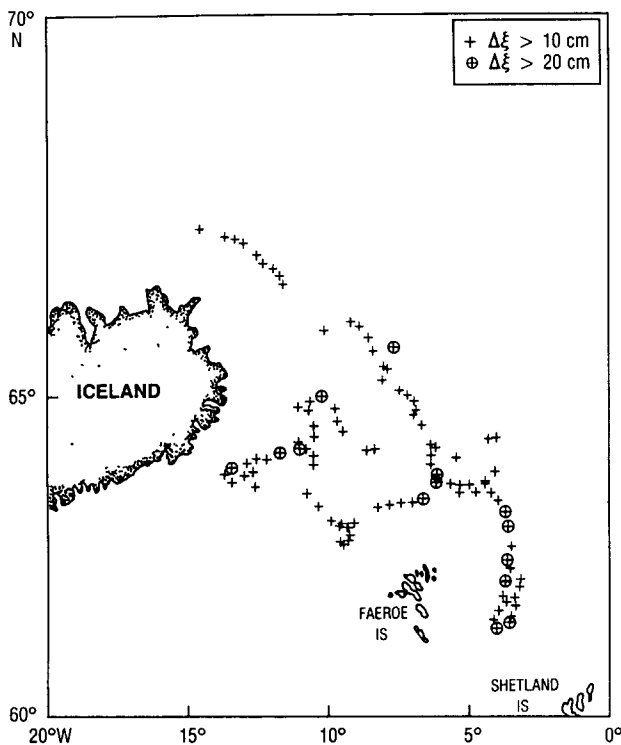 70°
N
+ Δξ > 10 cm
⊕ Δξ > 20 cm
ICELAND
65°
FAEROE
IS
SHETLAND
IS
60°
20°W
15°
10°
5°
0°